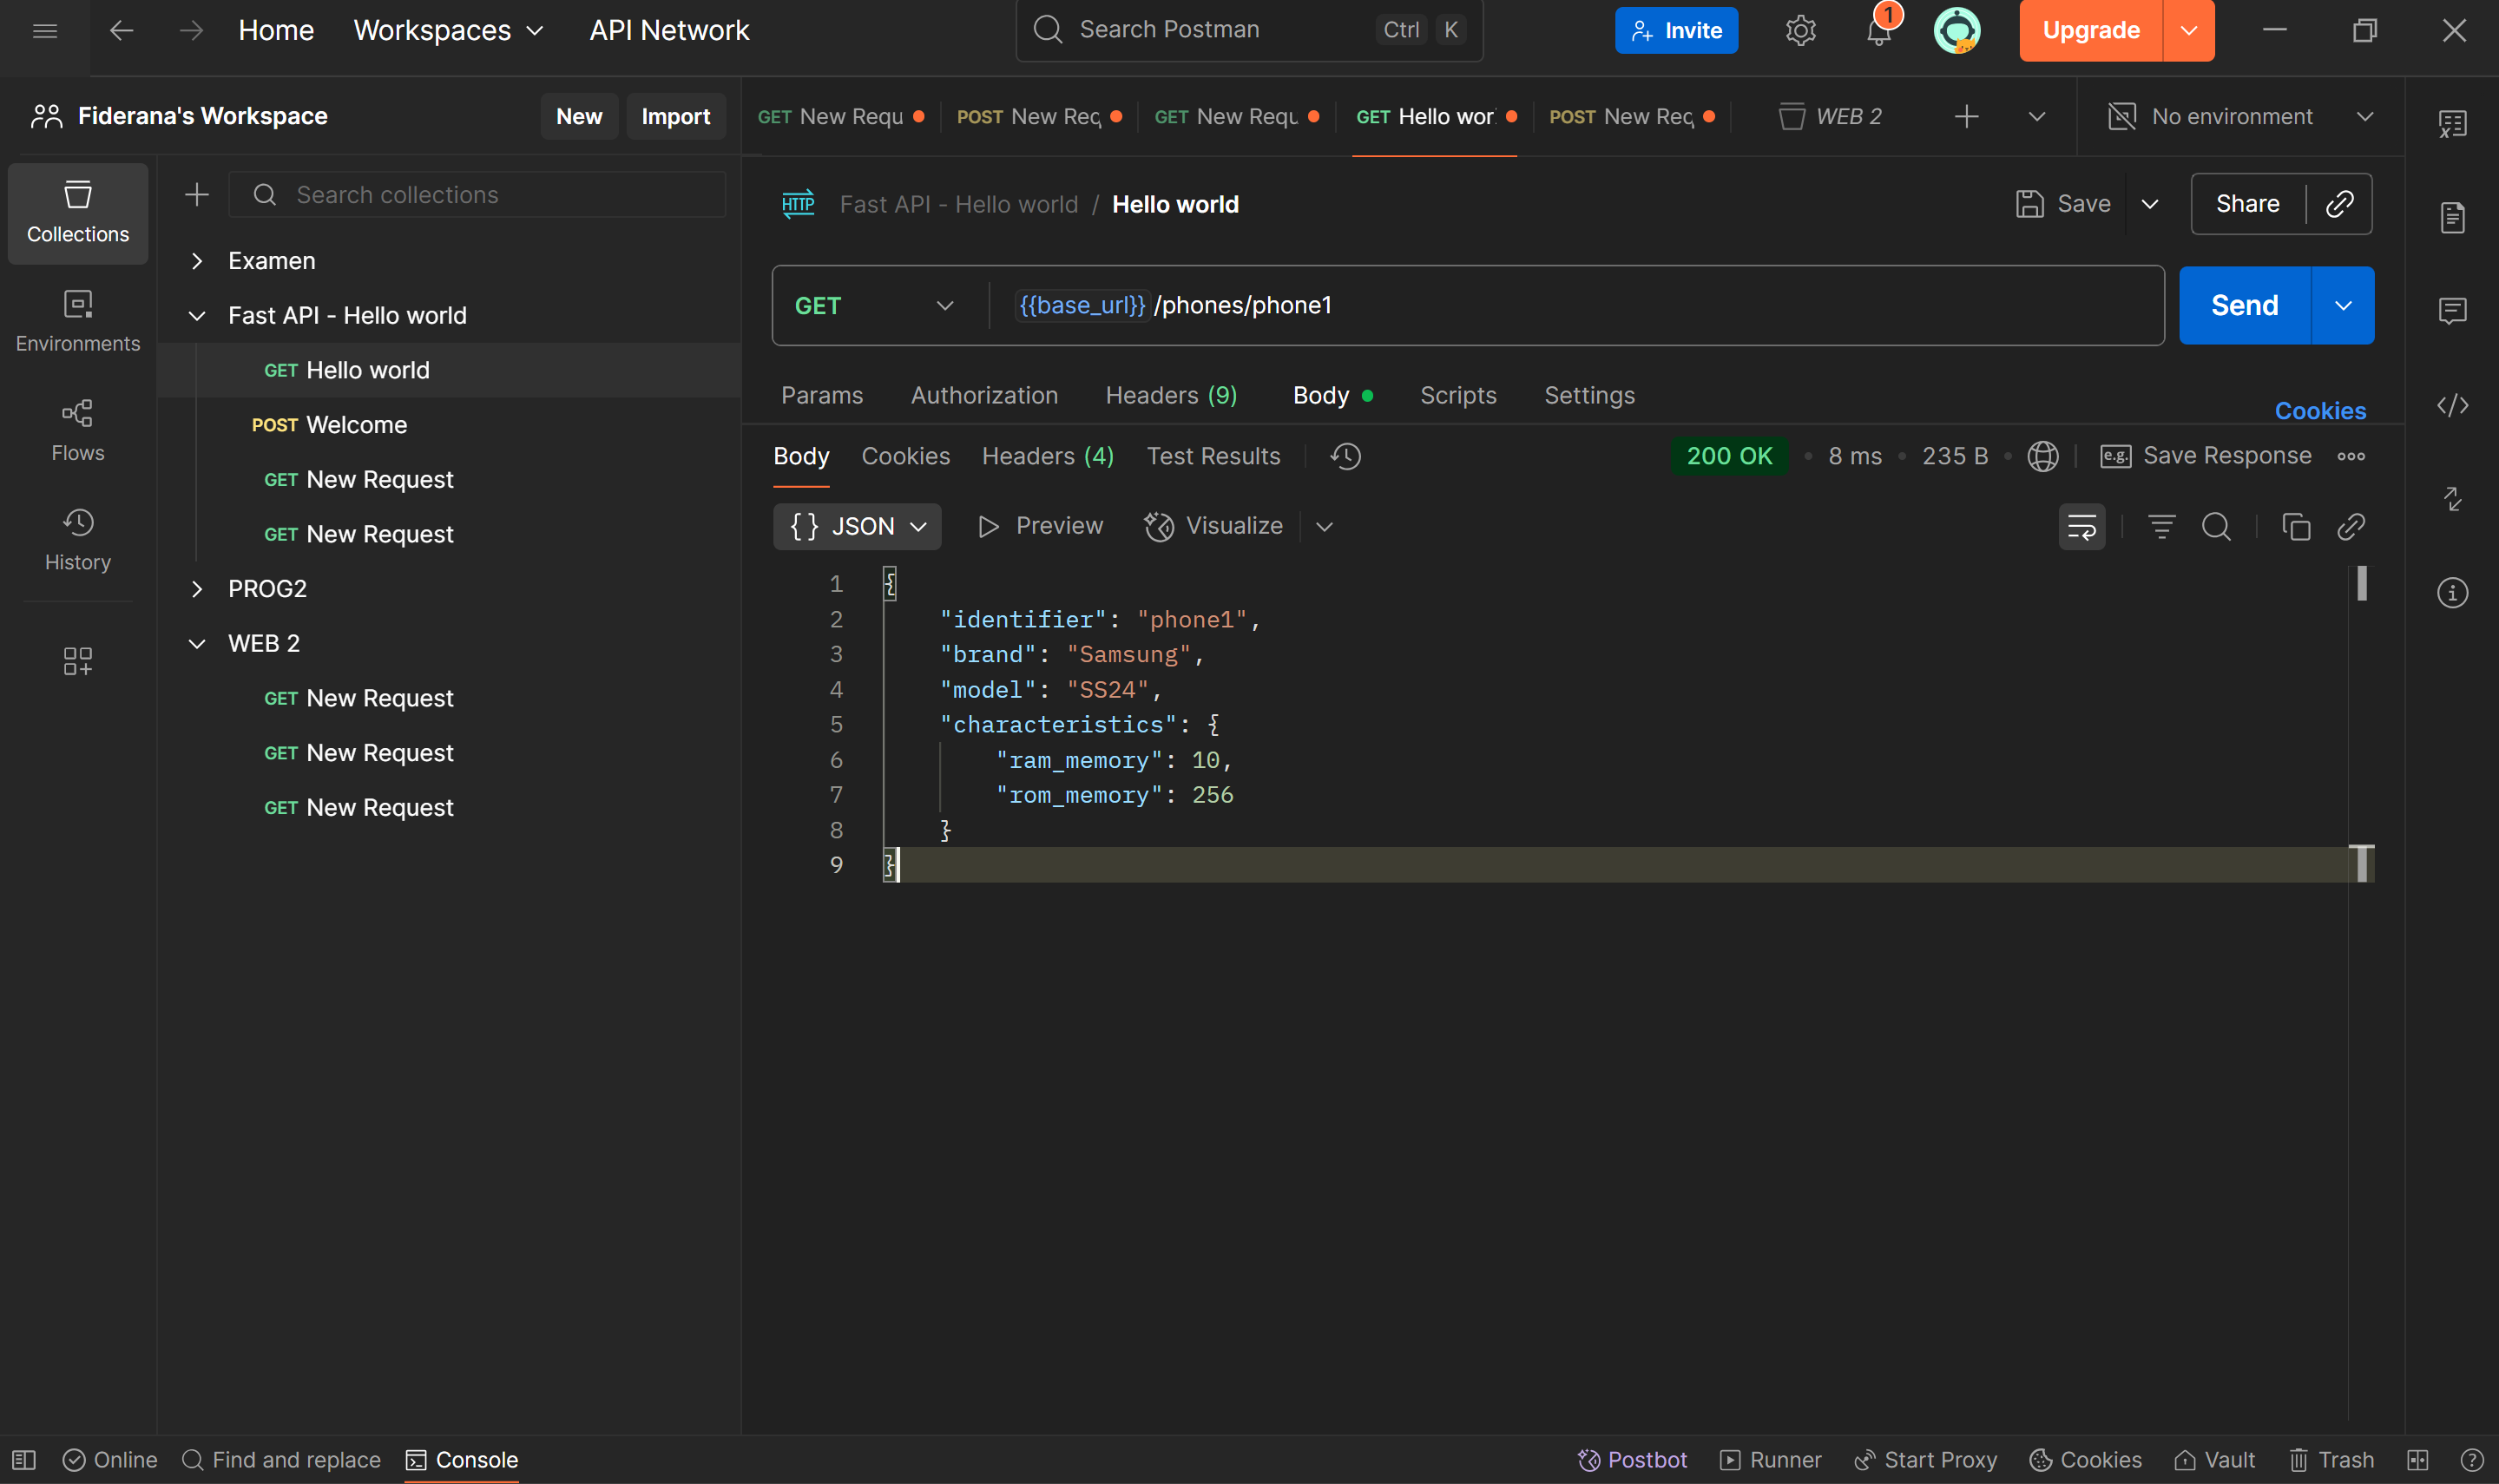 Home Workspaces API Network Search Postman Ctrl K Invite 1 Upgrade
Fiderana's Workspace New Import
GET New Requ POST New Req GET New Requ GET Hello wor POST New Req WEB 2 No environment
Collections
Environments
Flows
History
Search collections
Examen
Fast API - Hello world
GET Hello world
POST Welcome
GET New Request
GET New Request
PROG2
WEB 2
GET New Request
GET New Request
GET New Request
HTTP Fast API - Hello world / Hello world Save Share
GET {{base_url}}/phones/phone1 Send
Params Authorization Headers (9) Body Scripts Settings Cookies
Body Cookies Headers (4) Test Results 200 OK 8 ms 235 B e.g. Save Response
{} JSON Preview Visualize
1 {
2 "identifier": "phone1",
3 "brand": "Samsung",
4 "model": "SS24",
5 "characteristics": {
6 "ram_memory": 10,
7 "rom_memory": 256
8 }
9 }
Online Find and replace Console Postbot Runner Start Proxy Cookies Vault Trash